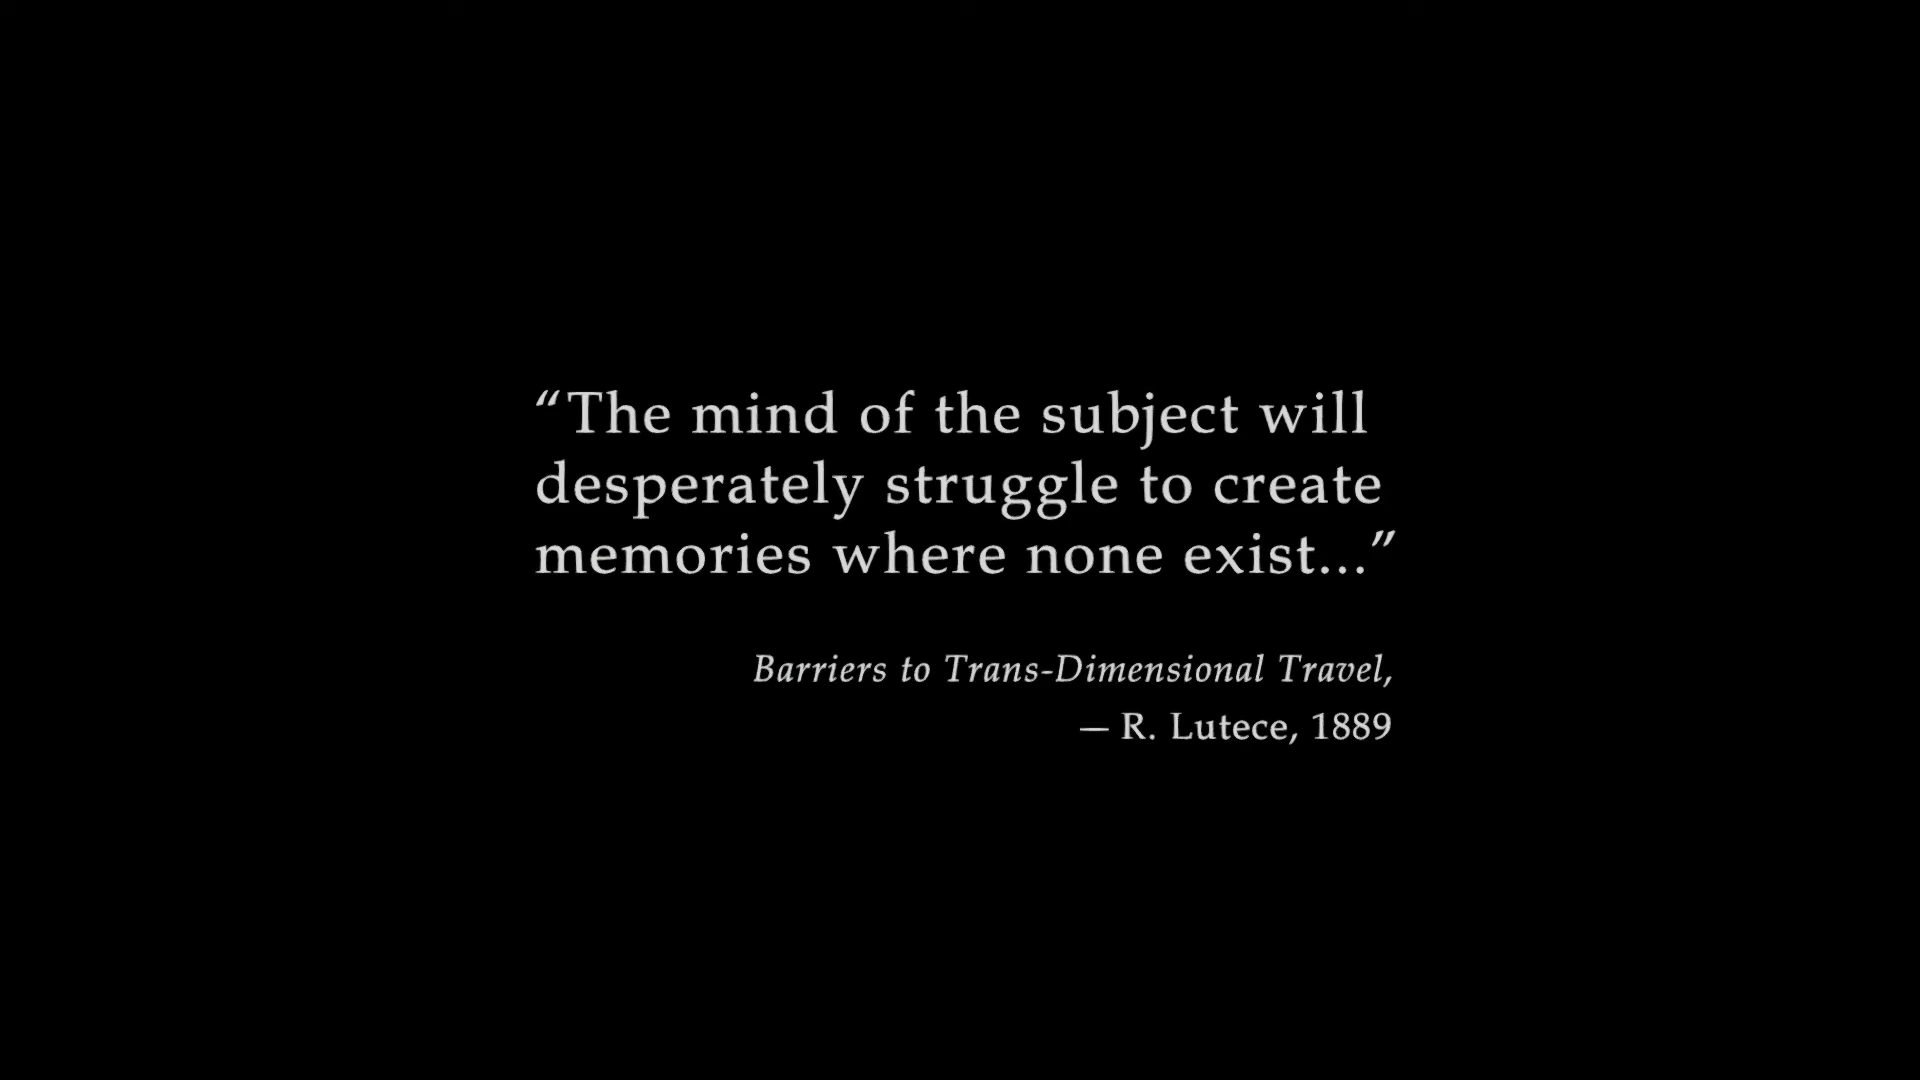 “The mind of the subject will
desperately struggle to create
memories where none exist...”
Barriers to Trans-Dimensional Travel,
— R. Lutece, 1889